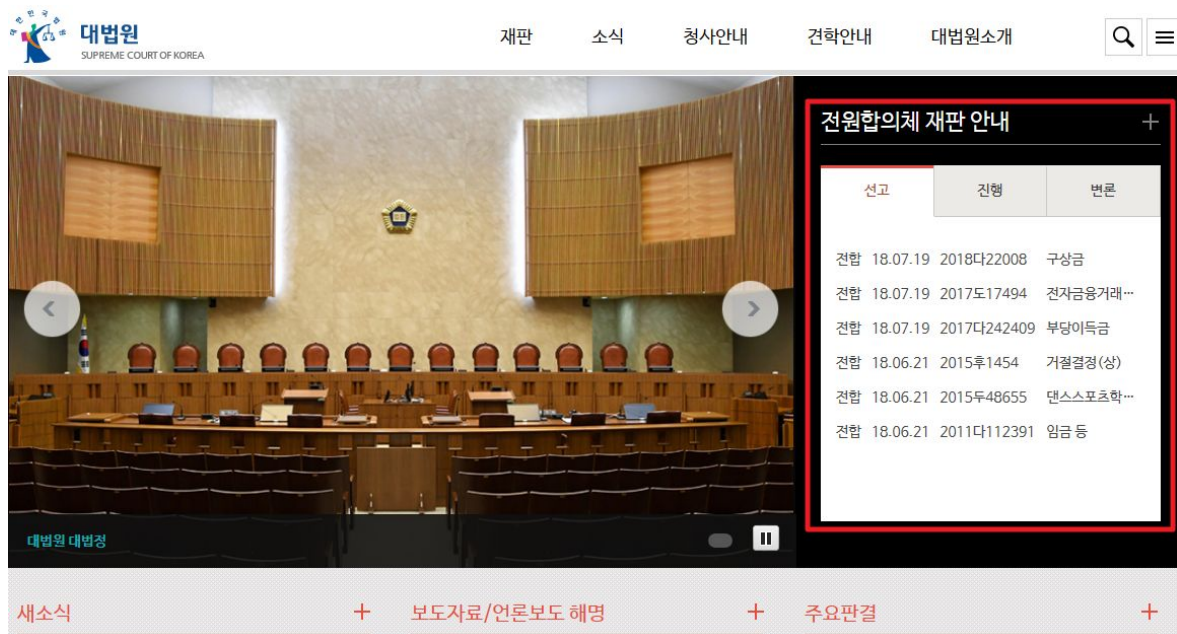 대한민국법원
대법원
SUPREME COURT OF KOREA
재판 소식 청사안내 견학안내 대법원소개
전원합의체 재판 안내
선고 진행 변론
전합 18.07.19 2018다22008 구상금
전합 18.07.19 2017도17494 전자금융거래…
전합 18.07.19 2017다242409 부당이득금
전합 18.06.21 2015후1454 거절결정(상)
전합 18.06.21 2015두48655 댄스스포츠학…
전합 18.06.21 2011다112391 임금 등
대법원 대법정
새소식 보도자료/언론보도 해명 주요판결